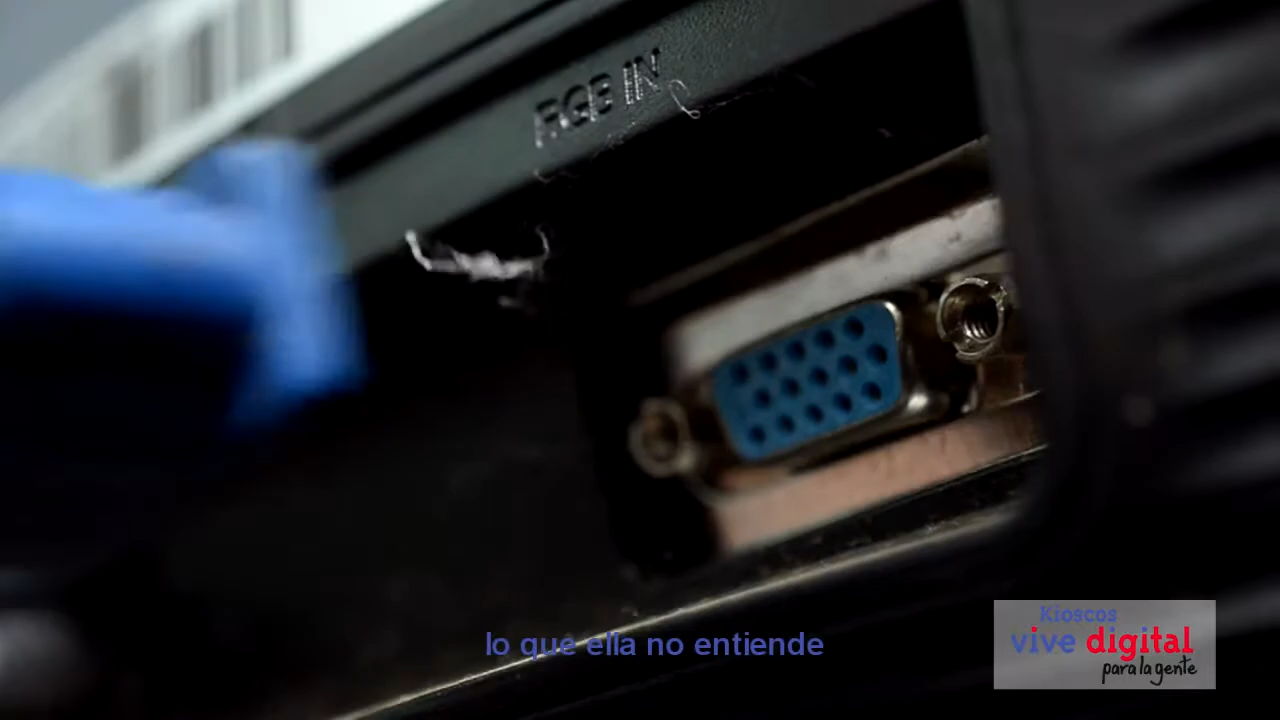 RGB IN
lo que ella no entiende
Kioscos
vive digital
para la gente